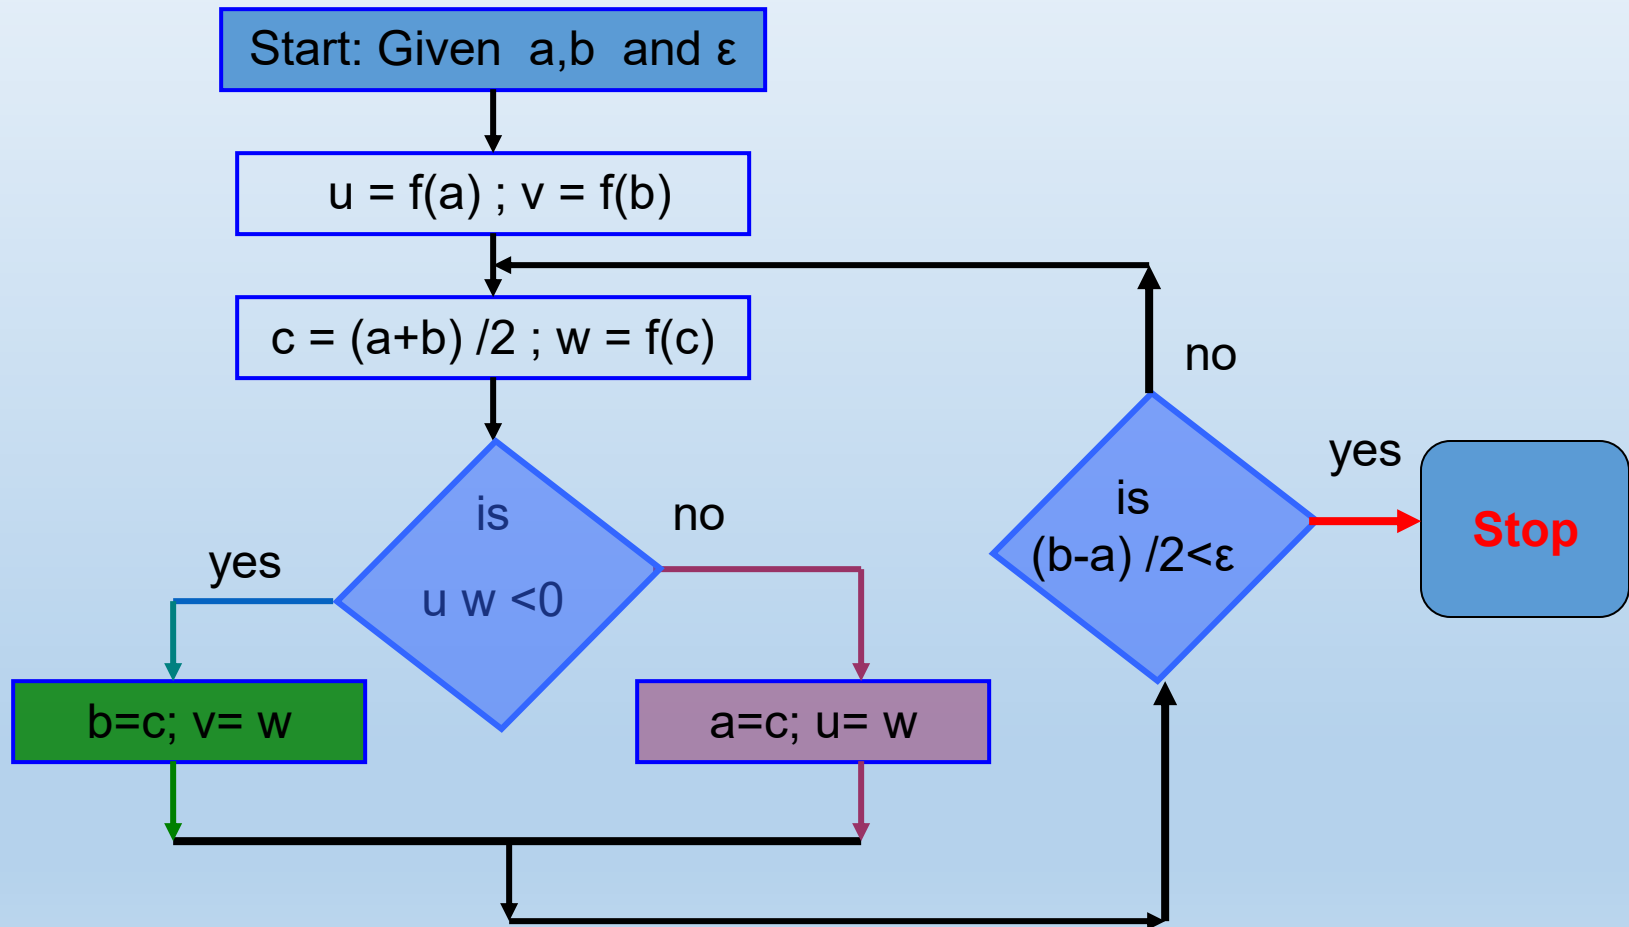 Start: Given a,b and ε
u = f(a) ; v = f(b)
c = (a+b) /2 ; w = f(c)
is
u w <0
yes
no
b=c; v= w
a=c; u= w
is
(b-a) /2<ε
no
yes
Stop